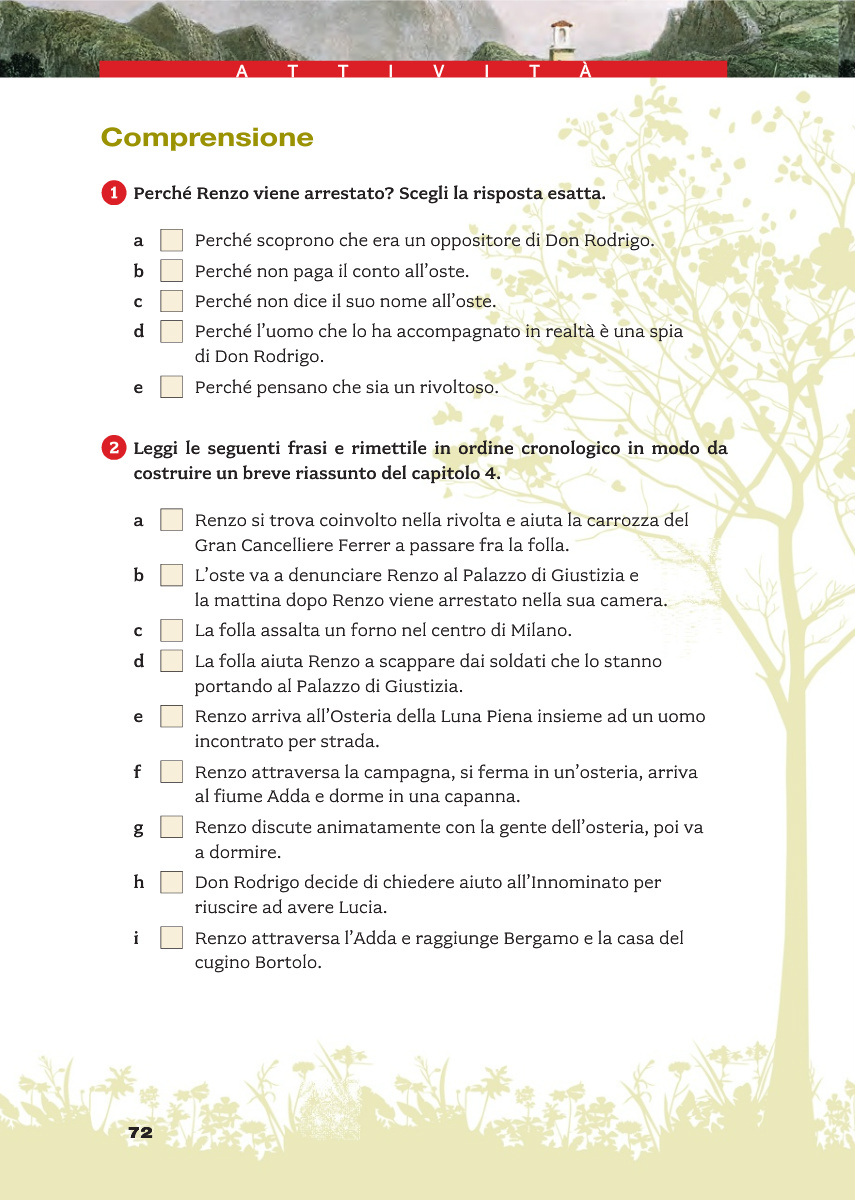 ATTIVITÀ
Comprensione
1 Perché Renzo viene arrestato? Scegli la risposta esatta.
a Perché scoprono che era un oppositore di Don Rodrigo.
b Perché non paga il conto all’oste.
c Perché non dice il suo nome all’oste.
d Perché l’uomo che lo ha accompagnato in realtà è una spia
di Don Rodrigo.
e Perché pensano che sia un rivoltoso.
2 Leggi le seguenti frasi e rimettile in ordine cronologico in modo da
costruire un breve riassunto del capitolo 4.
a Renzo si trova coinvolto nella rivolta e aiuta la carrozza del
Gran Cancelliere Ferrer a passare fra la folla.
b L’oste va a denunciare Renzo al Palazzo di Giustizia e
la mattina dopo Renzo viene arrestato nella sua camera.
c La folla assalta un forno nel centro di Milano.
d La folla aiuta Renzo a scappare dai soldati che lo stanno
portando al Palazzo di Giustizia.
e Renzo arriva all’Osteria della Luna Piena insieme ad un uomo
incontrato per strada.
f Renzo attraversa la campagna, si ferma in un’osteria, arriva
al fiume Adda e dorme in una capanna.
g Renzo discute animatamente con la gente dell’osteria, poi va
a dormire.
h Don Rodrigo decide di chiedere aiuto all’Innominato per
riuscire ad avere Lucia.
i Renzo attraversa l’Adda e raggiunge Bergamo e la casa del
cugino Bortolo.
72